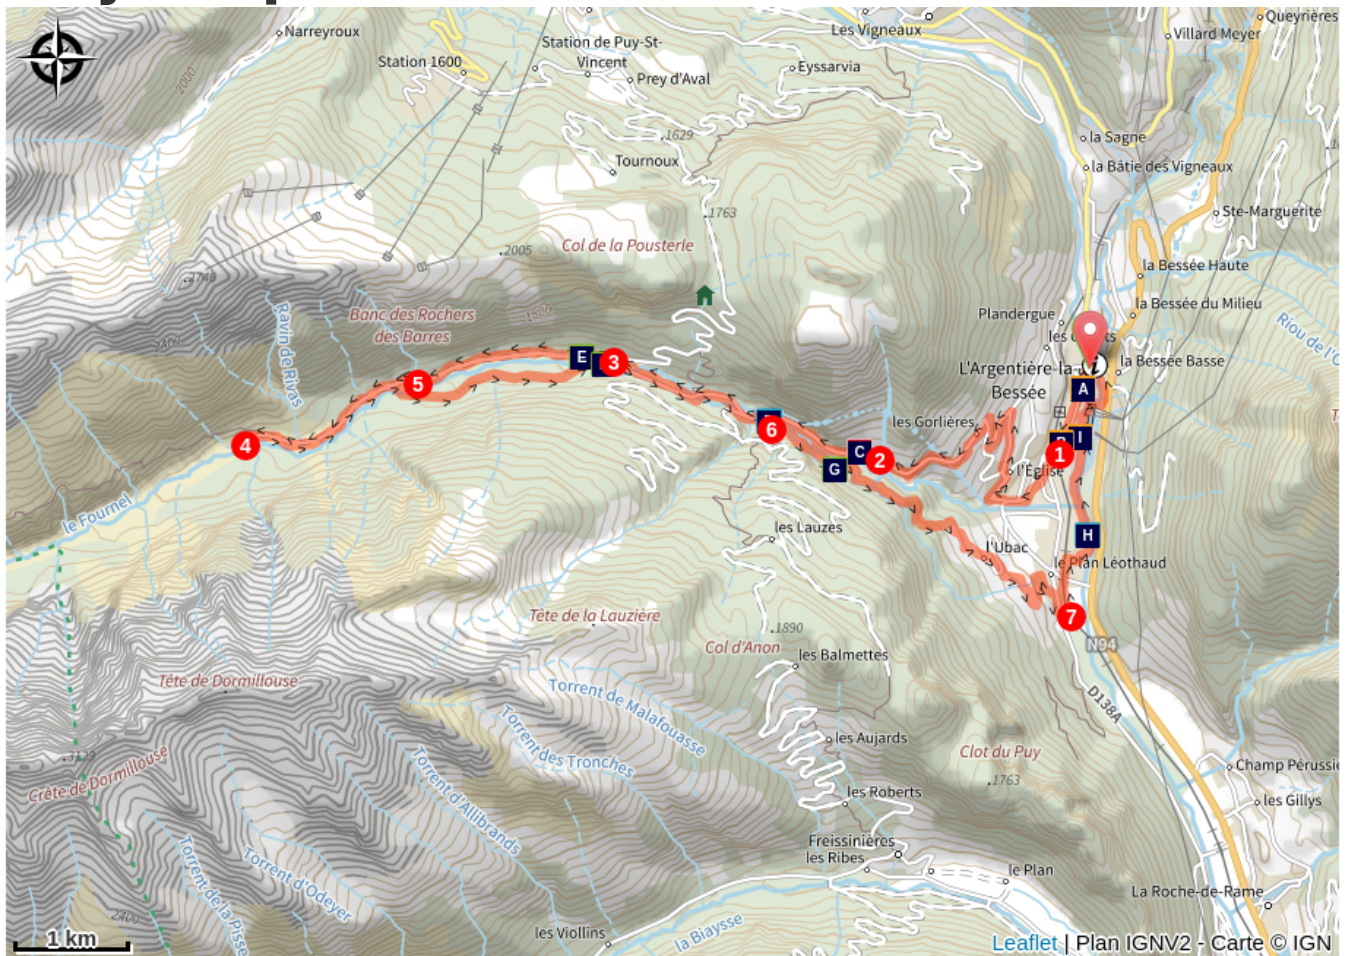 Narreyroux
Les Vigneaux
Queyrières
Villard Meyer
Station de Puy-St-
Vincent
Station 1600
Prey d'Aval
Eyssarvia
2000
1629
la Sagne
Tournoux
la Bâtie des Vigneaux
1763
Ste-Marguerite
Col de la Pousterle
2005
2749
la Bessée Haute
Banc des Rochers
des Barres
Ravin de Rivas
Plandergue
la Bessée du Milieu
2400
E
3
la Bessée Basse
L'Argentière-la-
Bessée
i
A
5
les Gorlières
6
4
C
2
G
I
1
l'Église
le Fournel
les Lauzes
H
l'Ubac
le Plan Léothaud
Tête de la Lauzière
1890
7
Col d'Anon
les Balmettes
N94
Tête de Dormillouse
Torrent de Malafouasse
D138A
Torrent des Tronches
les Aujards
Clot du Puy
3129
Crête de Dormillouse
Torrent d'Allibrands
1763
les Roberts
les Gillys
Freissinières
les Ribes
le Plan
Torrent d'Odeyer
Torrent de la Pisse
La Roche-de-Rame
2400
les Viollins
la Biaysse
1 km
Leaflet | Plan IGNV2 - Carte © IGN